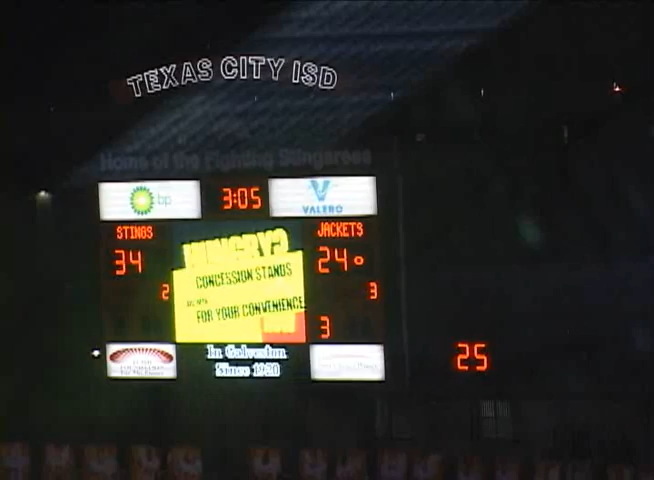 TEXAS CITY ISD
Home of the Fighting Stingarees
bp
3:05
VALERO
STINGS
JACKETS
34
24
HUNGRY?
CONCESSION STANDS
FOR YOUR CONVENIENCE
2
3
3
In Galveston
Since 1920
25